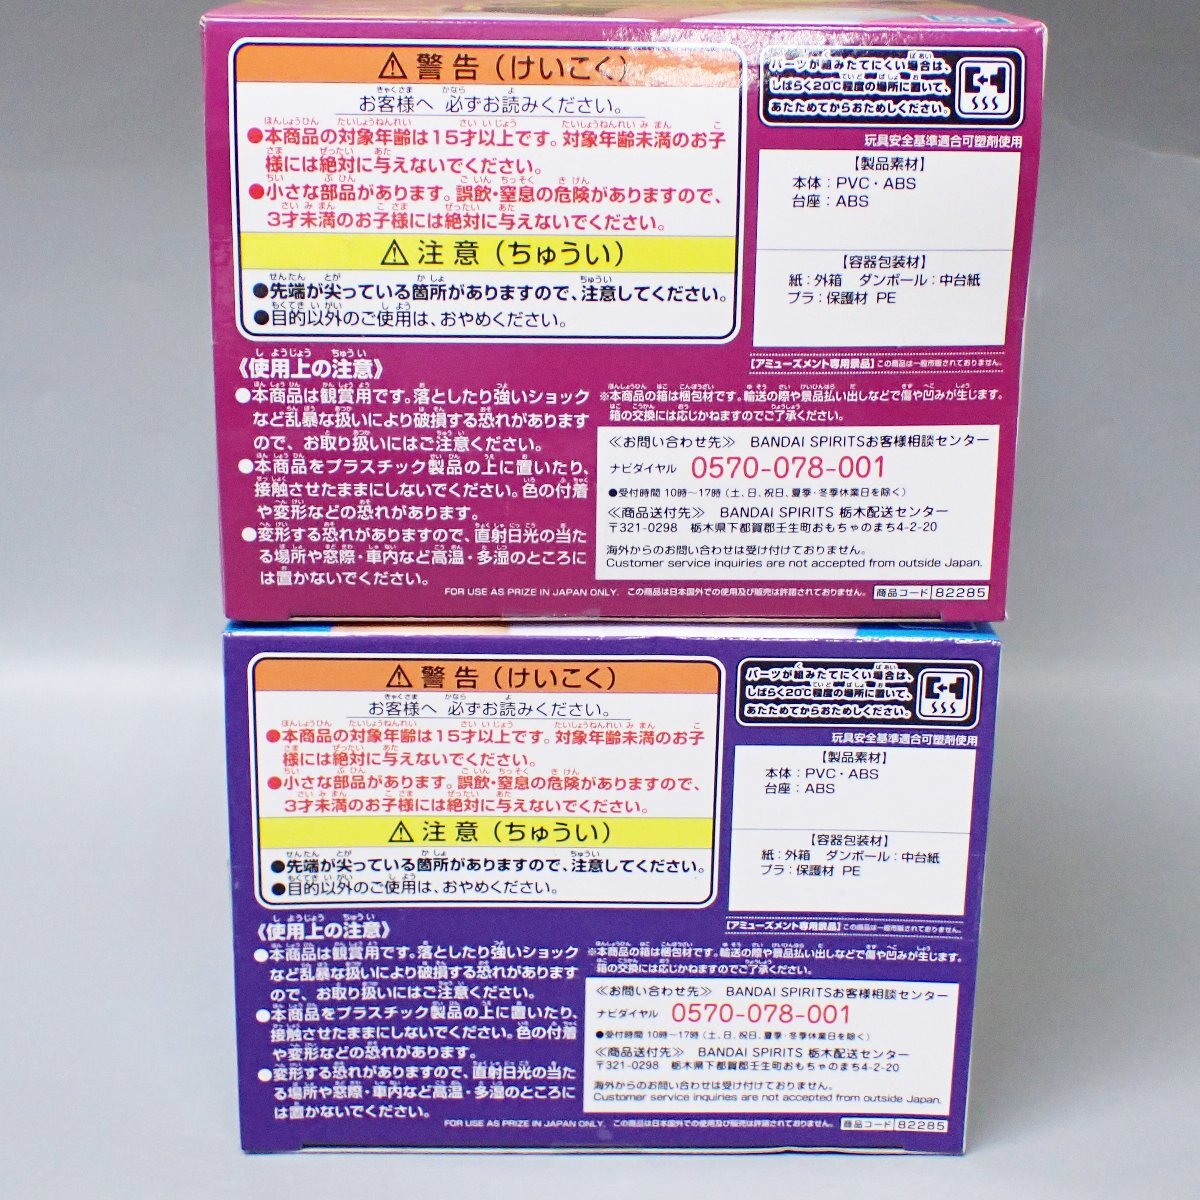 警告(けいこく)
お客様へ 必ずお読みください。
●本商品の対象年齢は15才以上です。対象年齢未満のお子
様には絶対に与えないでください。
●小さな部品があります。誤飲・窒息の危険がありますので、
3才未満のお子様には絶対に与えないでください。
注意(ちゅうい)
●先端が尖っている箇所がありますので、注意してください。
●目的以外のご使用は、おやめください。
パーツが組みたてにくい場合は、
しばらく20℃程度の場所に置いて、
あたためてからおためしください。
玩具安全基準適合可塑剤使用
【製品素材】
本体：PVC・ABS
台座：ABS
【容器包装材】
紙：外箱 ダンボール：中台紙
プラ：保護材 PE
【アミューズメント専用景品】この商品は一般市販されておりません。
《使用上の注意》
●本商品は観賞用です。落としたり強いショック
など乱暴な扱いにより破損する恐れがあります
ので、お取り扱いにはご注意ください。
●本商品をプラスチック製品の上に置いたり、
接触させたままにしないでください。色の付着
や変形などの恐れがあります。
●変形する恐れがありますので、直射日光の当た
る場所や窓際・車内など高温・多湿のところに
は置かないでください。
※本商品の箱は梱包材です。輸送の際や景品払い出しなどで傷や凹みが生じます。
箱の交換には応じかねますのでご了承ください。
≪お問い合わせ先≫ BANDAI SPIRITSお客様相談センター
ナビダイヤル 0570-078-001
●受付時間 10時～17時(土、日、祝日、夏季・冬季休業日を除く)
≪商品送付先≫ BANDAI SPIRITS 栃木配送センター
〒321-0298 栃木県下都賀郡壬生町おもちゃのまち4-2-20
海外からのお問い合わせは受け付けておりません。
Customer service inquiries are not accepted from outside Japan.
FOR USE AS PRIZE IN JAPAN ONLY. この商品は日本国外での使用及び販売は許諾されておりません。 商品コード 82285
警告(けいこく)
お客様へ 必ずお読みください。
●本商品の対象年齢は15才以上です。対象年齢未満のお子
様には絶対に与えないでください。
●小さな部品があります。誤飲・窒息の危険がありますので、
3才未満のお子様には絶対に与えないでください。
注意(ちゅうい)
●先端が尖っている箇所がありますので、注意してください。
●目的以外のご使用は、おやめください。
パーツが組みたてにくい場合は、
しばらく20℃程度の場所に置いて、
あたためてからおためしください。
玩具安全基準適合可塑剤使用
【製品素材】
本体：PVC・ABS
台座：ABS
【容器包装材】
紙：外箱 ダンボール：中台紙
プラ：保護材 PE
【アミューズメント専用景品】この商品は一般市販されておりません。
《使用上の注意》
●本商品は観賞用です。落としたり強いショック
など乱暴な扱いにより破損する恐れがあります
ので、お取り扱いにはご注意ください。
●本商品をプラスチック製品の上に置いたり、
接触させたままにしないでください。色の付着
や変形などの恐れがあります。
●変形する恐れがありますので、直射日光の当た
る場所や窓際・車内など高温・多湿のところに
は置かないでください。
※本商品の箱は梱包材です。輸送の際や景品払い出しなどで傷や凹みが生じます。
箱の交換には応じかねますのでご了承ください。
≪お問い合わせ先≫ BANDAI SPIRITSお客様相談センター
ナビダイヤル 0570-078-001
●受付時間 10時～17時(土、日、祝日、夏季・冬季休業日を除く)
≪商品送付先≫ BANDAI SPIRITS 栃木配送センター
〒321-0298 栃木県下都賀郡壬生町おもちゃのまち4-2-20
海外からのお問い合わせは受け付けておりません。
Customer service inquiries are not accepted from outside Japan.
FOR USE AS PRIZE IN JAPAN ONLY. この商品は日本国外での使用及び販売は許諾されておりません。 商品コード 82285